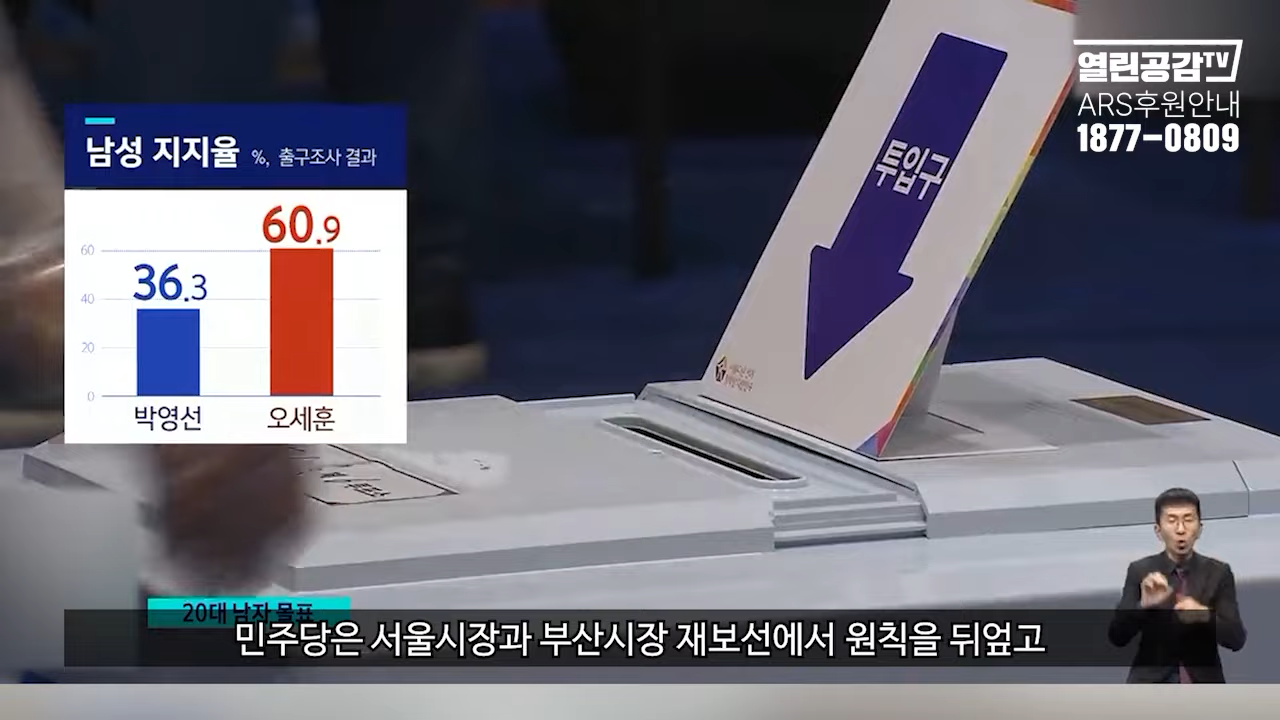 열린공감TV
ARS후원안내
1877-0809
남성 지지율 %, 출구조사 결과
60.9
36.3
60
40
20
0
박영선
오세훈
투입구
20대 남자 몰표
민주당은 서울시장과 부산시장 재보선에서 원칙을 뒤엎고